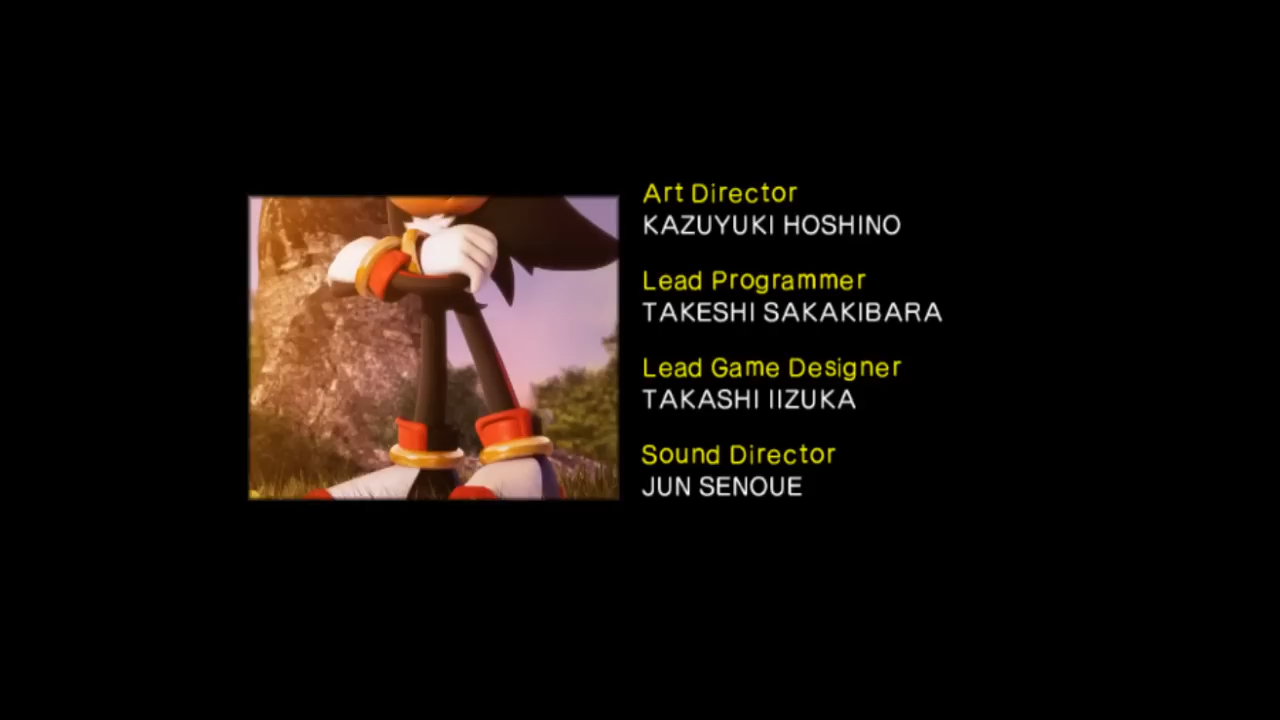 Art Director
KAZUYUKI HOSHINO
Lead Programmer
TAKESHI SAKAKIBARA
Lead Game Designer
TAKASHI IIZUKA
Sound Director
JUN SENOUE